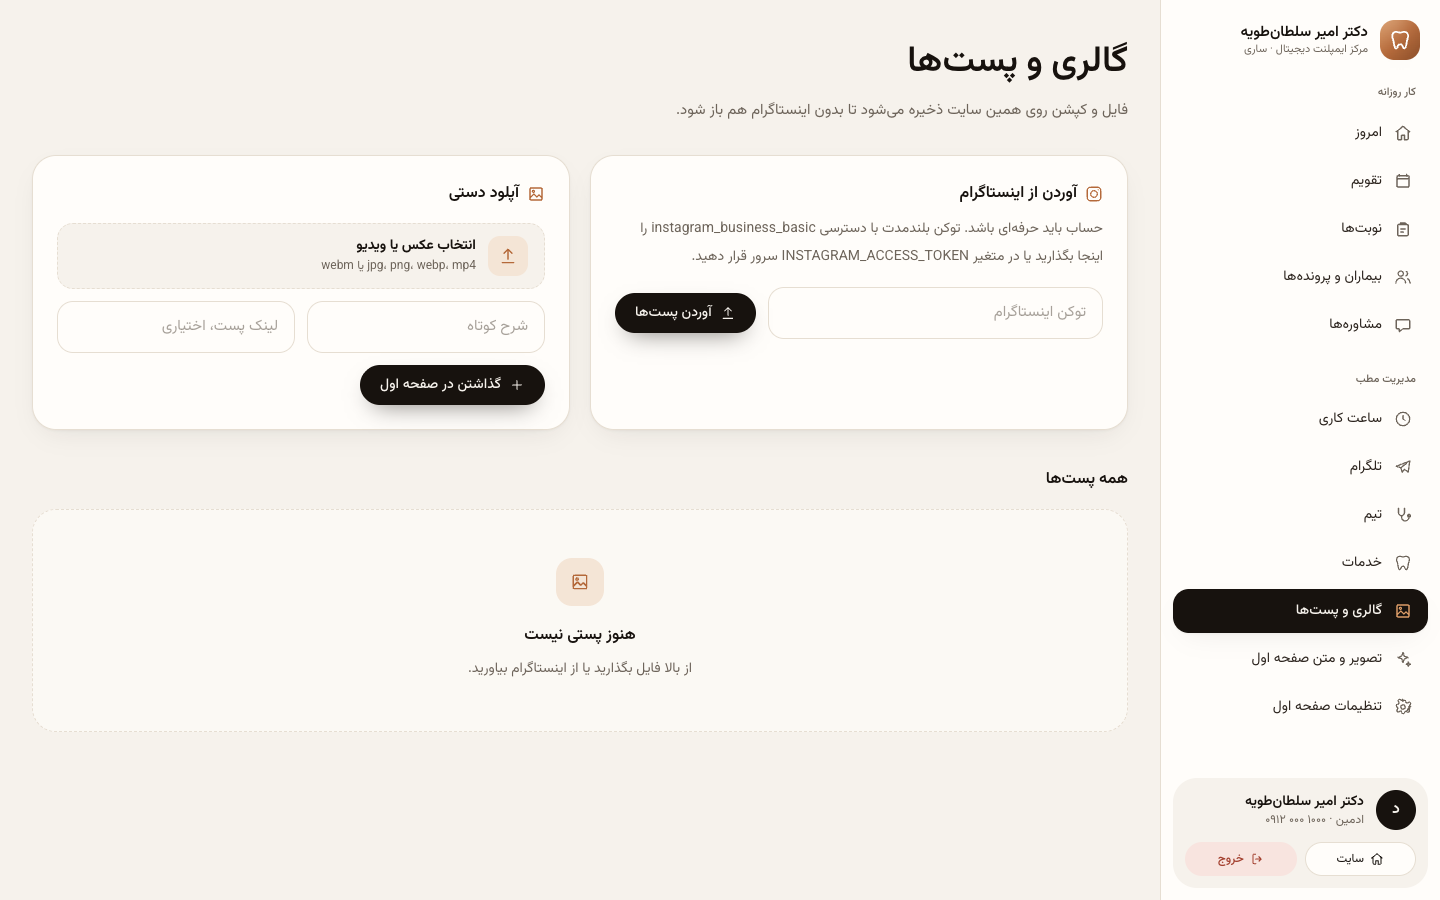 دکتر امیر سلطان‌طویه
مرکز ایمپلنت دیجیتال · ساری
کار روزانه
امروز
تقویم
نوبت‌ها
بیماران و پرونده‌ها
مشاوره‌ها
مدیریت مطب
ساعت کاری
تلگرام
تیم
خدمات
گالری و پست‌ها
تصویر و متن صفحه اول
تنظیمات صفحه اول
د
دکتر امیر سلطان‌طویه
ادمین · ۰۹۱۲ ۰۰۰ ۱۰۰۰
سایت
خروج
گالری و پست‌ها
فایل و کپشن روی همین سایت ذخیره می‌شود تا بدون اینستاگرام هم باز شود.
آوردن از اینستاگرام
حساب باید حرفه‌ای باشد. توکن بلندمدت با دسترسی instagram_business_basic را
اینجا بگذارید یا در متغیر INSTAGRAM_ACCESS_TOKEN سرور قرار دهید.
توکن اینستاگرام
آوردن پست‌ها
آپلود دستی
انتخاب عکس یا ویدیو
jpg، png، webp، mp4 یا webm
شرح کوتاه
لینک پست، اختیاری
گذاشتن در صفحه اول
همه پست‌ها
هنوز پستی نیست
از بالا فایل بگذارید یا از اینستاگرام بیاورید.